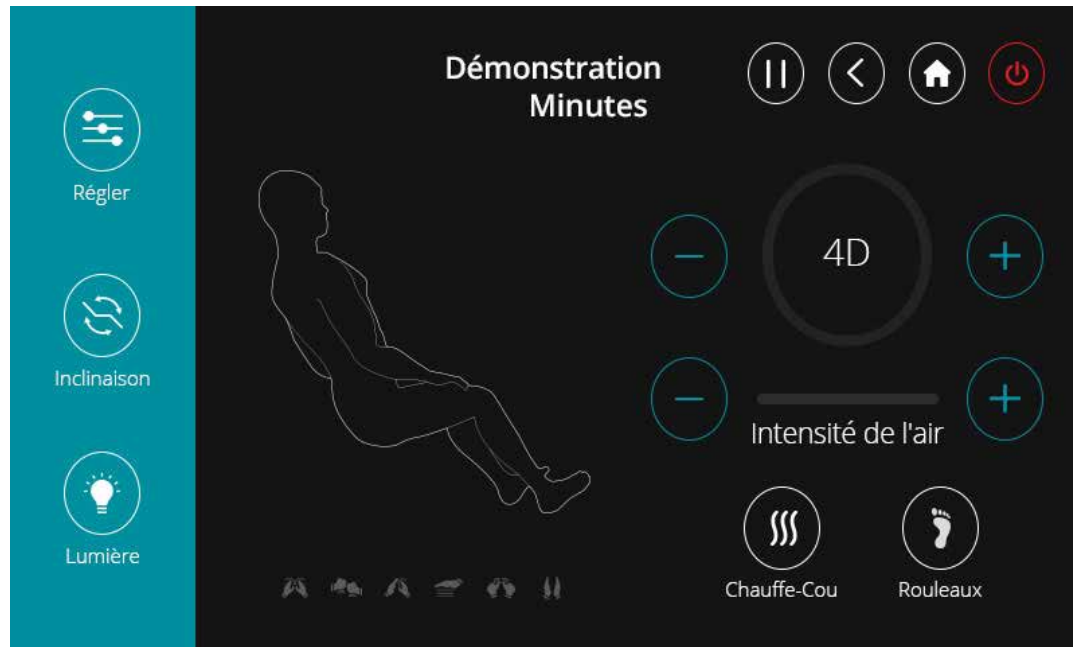 Démonstration
Minutes
Régler
4D
Inclinaison
Intensité de l'air
Lumière
Chauffe-Cou
Rouleaux